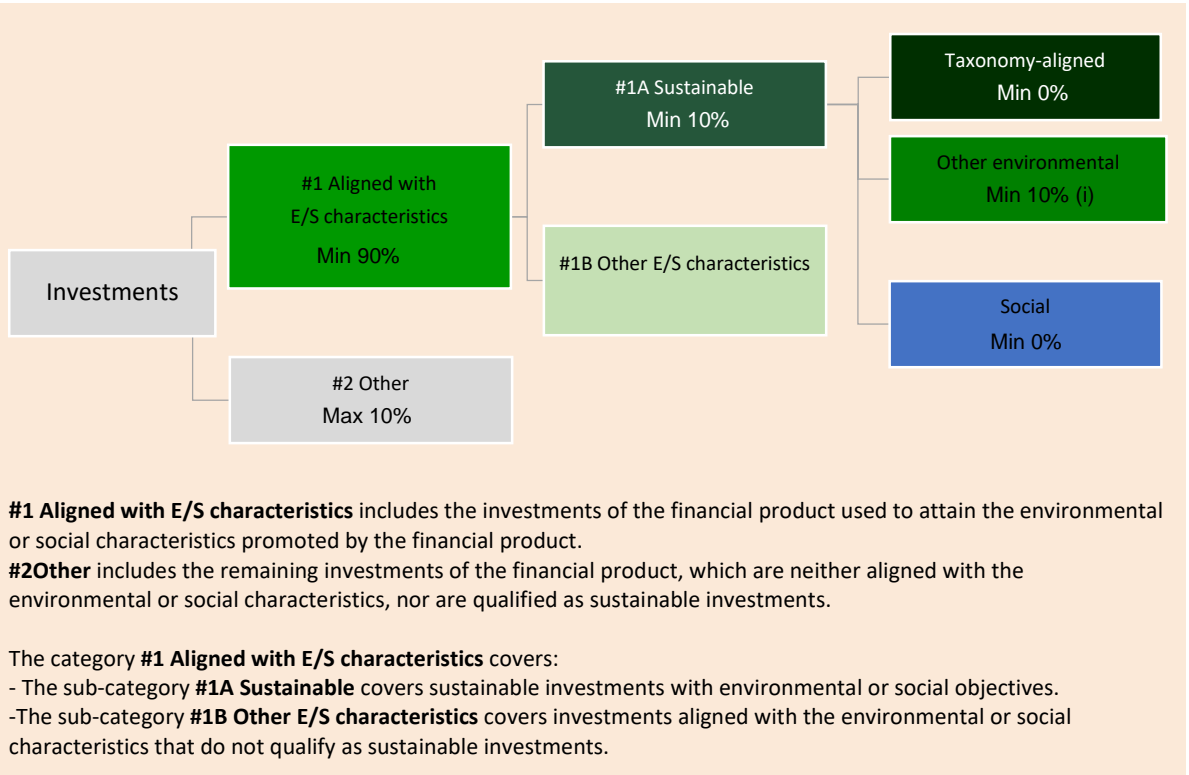 Investments
#1 Aligned with
E/S characteristics
Min 90%
#2 Other
Max 10%
#1A Sustainable
Min 10%
#1B Other E/S characteristics
Taxonomy-aligned
Min 0%
Other environmental
Min 10% (i)
Social
Min 0%
#1 Aligned with E/S characteristics includes the investments of the financial product used to attain the environmental
or social characteristics promoted by the financial product.
#2Other includes the remaining investments of the financial product, which are neither aligned with the
environmental or social characteristics, nor are qualified as sustainable investments.
The category #1 Aligned with E/S characteristics covers:
- The sub-category #1A Sustainable covers sustainable investments with environmental or social objectives.
-The sub-category #1B Other E/S characteristics covers investments aligned with the environmental or social
characteristics that do not qualify as sustainable investments.